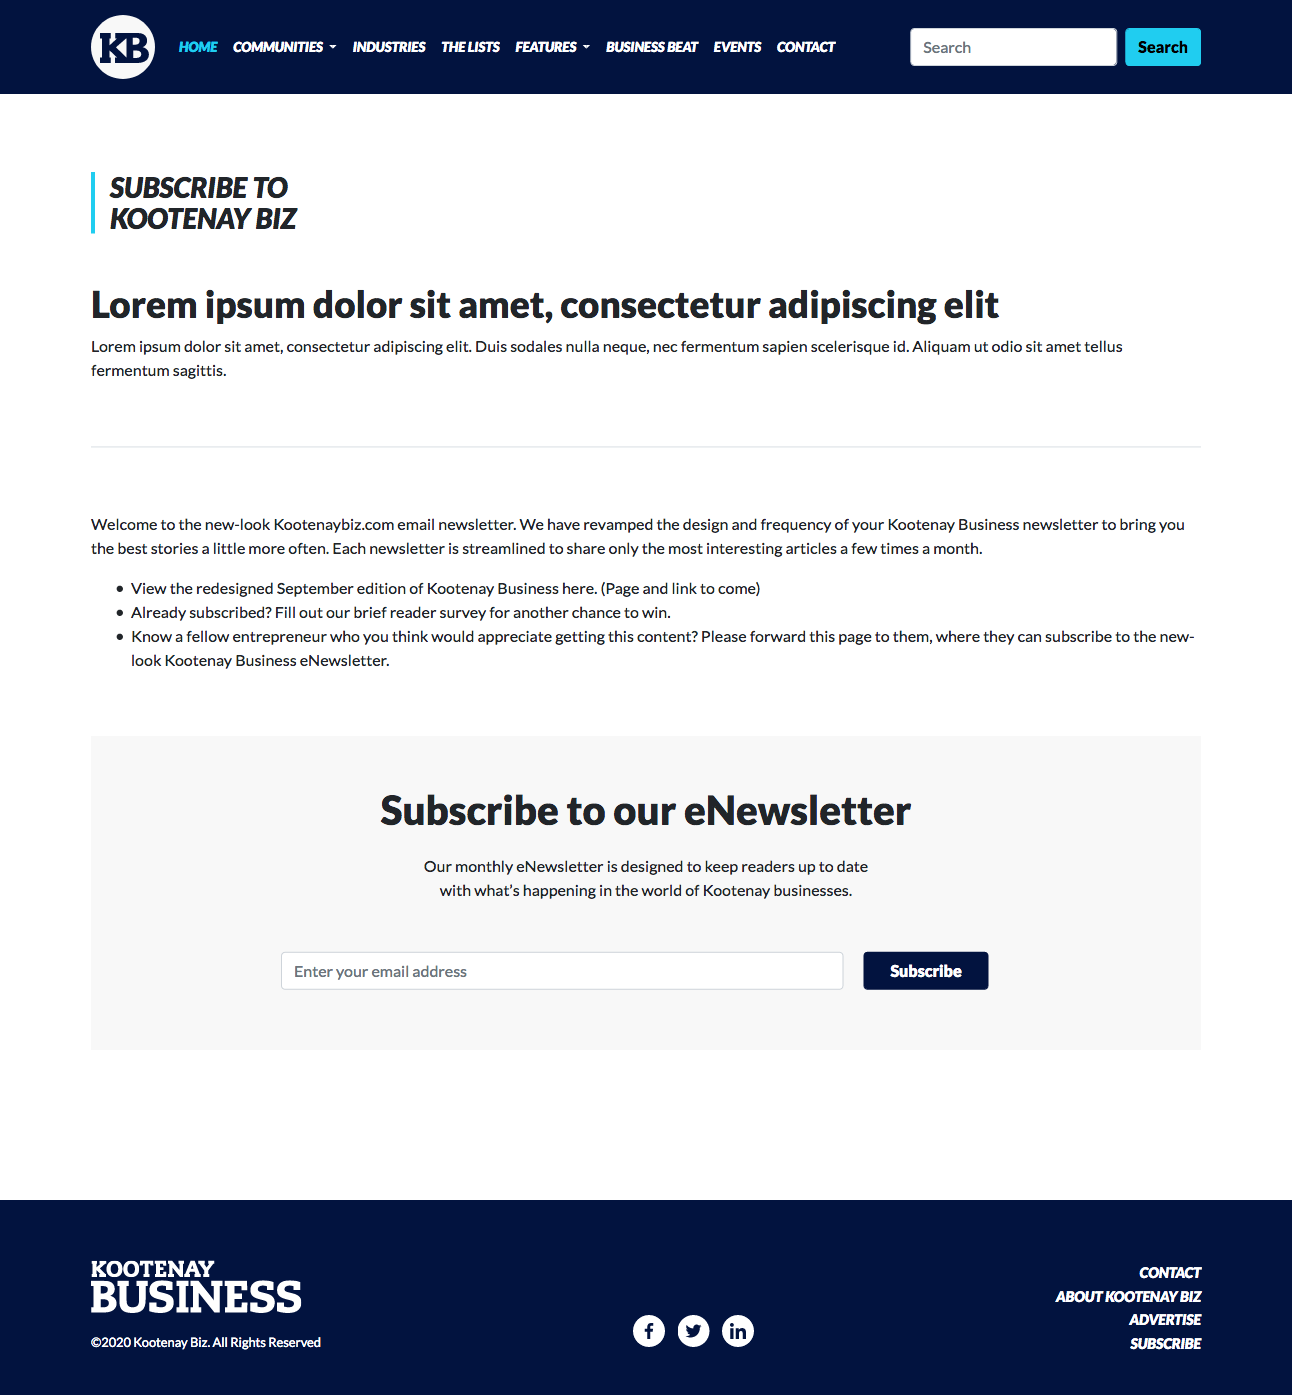 KB
HOME COMMUNITIES INDUSTRIES THE LISTS FEATURES BUSINESS BEAT EVENTS CONTACT Search Search
SUBSCRIBE TO
KOOTENAY BIZ
Lorem ipsum dolor sit amet, consectetur adipiscing elit
Lorem ipsum dolor sit amet, consectetur adipiscing elit. Duis sodales nulla neque, nec fermentum sapien scelerisque id. Aliquam ut odio sit amet tellus
fermentum sagittis.
Welcome to the new-look Kootenaybiz.com email newsletter. We have revamped the design and frequency of your Kootenay Business newsletter to bring you
the best stories a little more often. Each newsletter is streamlined to share only the most interesting articles a few times a month.
• View the redesigned September edition of Kootenay Business here. (Page and link to come)
• Already subscribed? Fill out our brief reader survey for another chance to win.
• Know a fellow entrepreneur who you think would appreciate getting this content? Please forward this page to them, where they can subscribe to the new-
look Kootenay Business eNewsletter.
Subscribe to our eNewsletter
Our monthly eNewsletter is designed to keep readers up to date
with what’s happening in the world of Kootenay businesses.
Enter your email address Subscribe
KOOTENAY
BUSINESS
©2020 Kootenay Biz. All Rights Reserved
CONTACT
ABOUT KOOTENAY BIZ
ADVERTISE
SUBSCRIBE